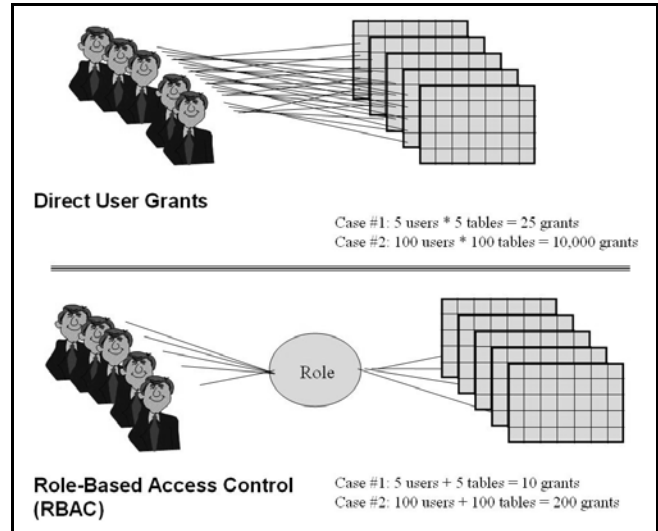 Direct User Grants
Case #1: 5 users * 5 tables = 25 grants
Case #2: 100 users * 100 tables = 10,000 grants
Role
Role-Based Access Control
(RBAC)
Case #1: 5 users + 5 tables = 10 grants
Case #2: 100 users + 100 tables = 200 grants